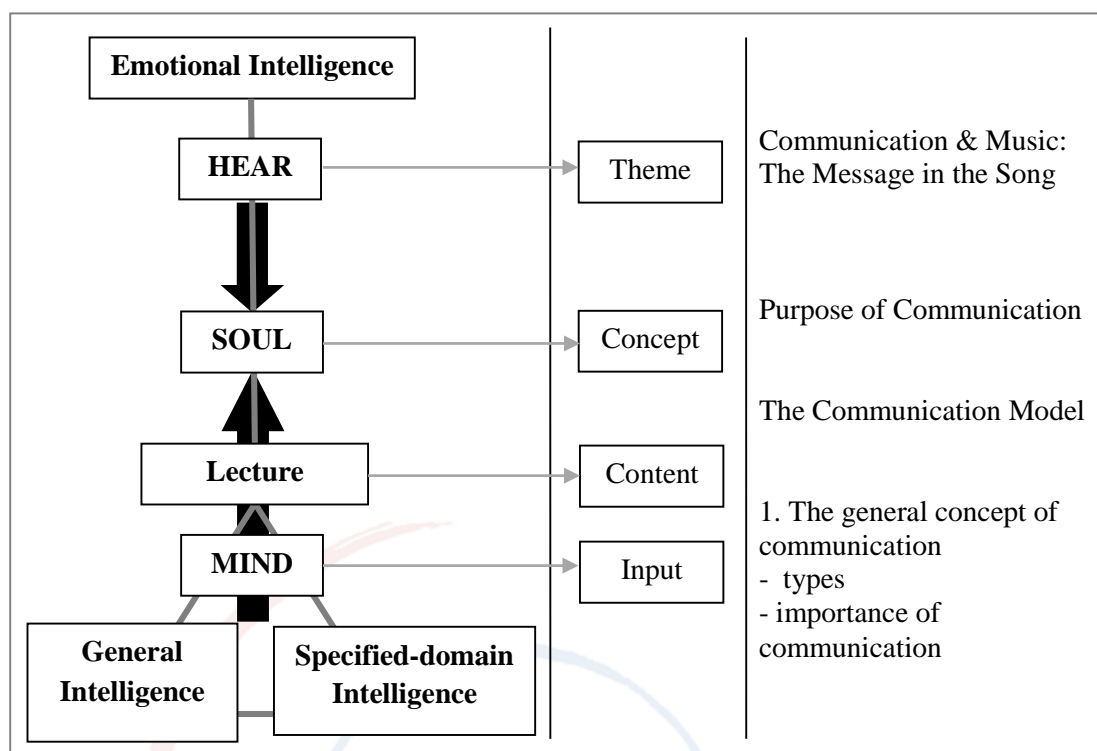 Emotional Intelligence
HEAR
SOUL
Lecture
MIND
General
Intelligence
Specified-domain
Intelligence
Theme
Concept
Content
Input
Communication & Music:
The Message in the Song
Purpose of Communication
The Communication Model
1. The general concept of
communication
- types
- importance of
communication